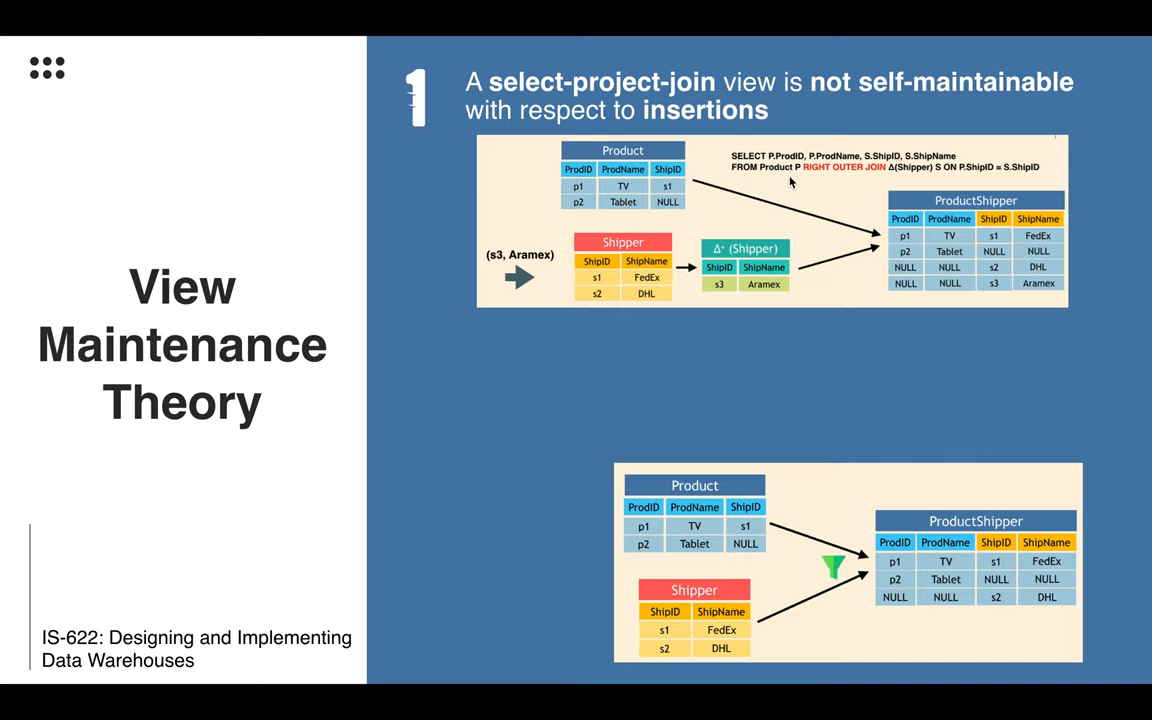 View
Maintenance
Theory
IS-622: Designing and Implementing
Data Warehouses
1 A select-project-join view is not self-maintainable
with respect to insertions
SELECT P.ProdID, P.ProdName, S.ShipID, S.ShipName
FROM Product P RIGHT OUTER JOIN Δ(Shipper) S ON P.ShipID = S.ShipID
Product
ProdID ProdName ShipID
p1 TV s1
p2 Tablet NULL
(s3, Aramex)
Shipper
ShipID ShipName
s1 FedEx
s2 DHL
Δ⁺ (Shipper)
ShipID ShipName
s3 Aramex
ProductShipper
ProdID ProdName ShipID ShipName
p1 TV s1 FedEx
p2 Tablet NULL NULL
NULL NULL s2 DHL
NULL NULL s3 Aramex
Product
ProdID ProdName ShipID
p1 TV s1
p2 Tablet NULL
Shipper
ShipID ShipName
s1 FedEx
s2 DHL
ProductShipper
ProdID ProdName ShipID ShipName
p1 TV s1 FedEx
p2 Tablet NULL NULL
NULL NULL s2 DHL